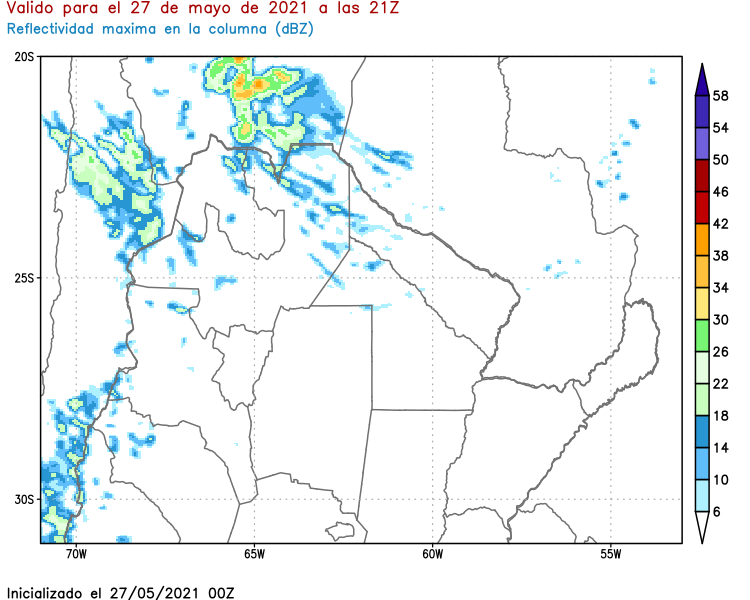 Valido para el 27 de mayo de 2021 a las 21Z
Reflectividad maxima en la columna (dBZ)
20S
25S
30S
70W 65W 60W 55W
58
54
50
46
42
38
34
30
26
22
18
14
10
6
Inicializado el 27/05/2021 00Z